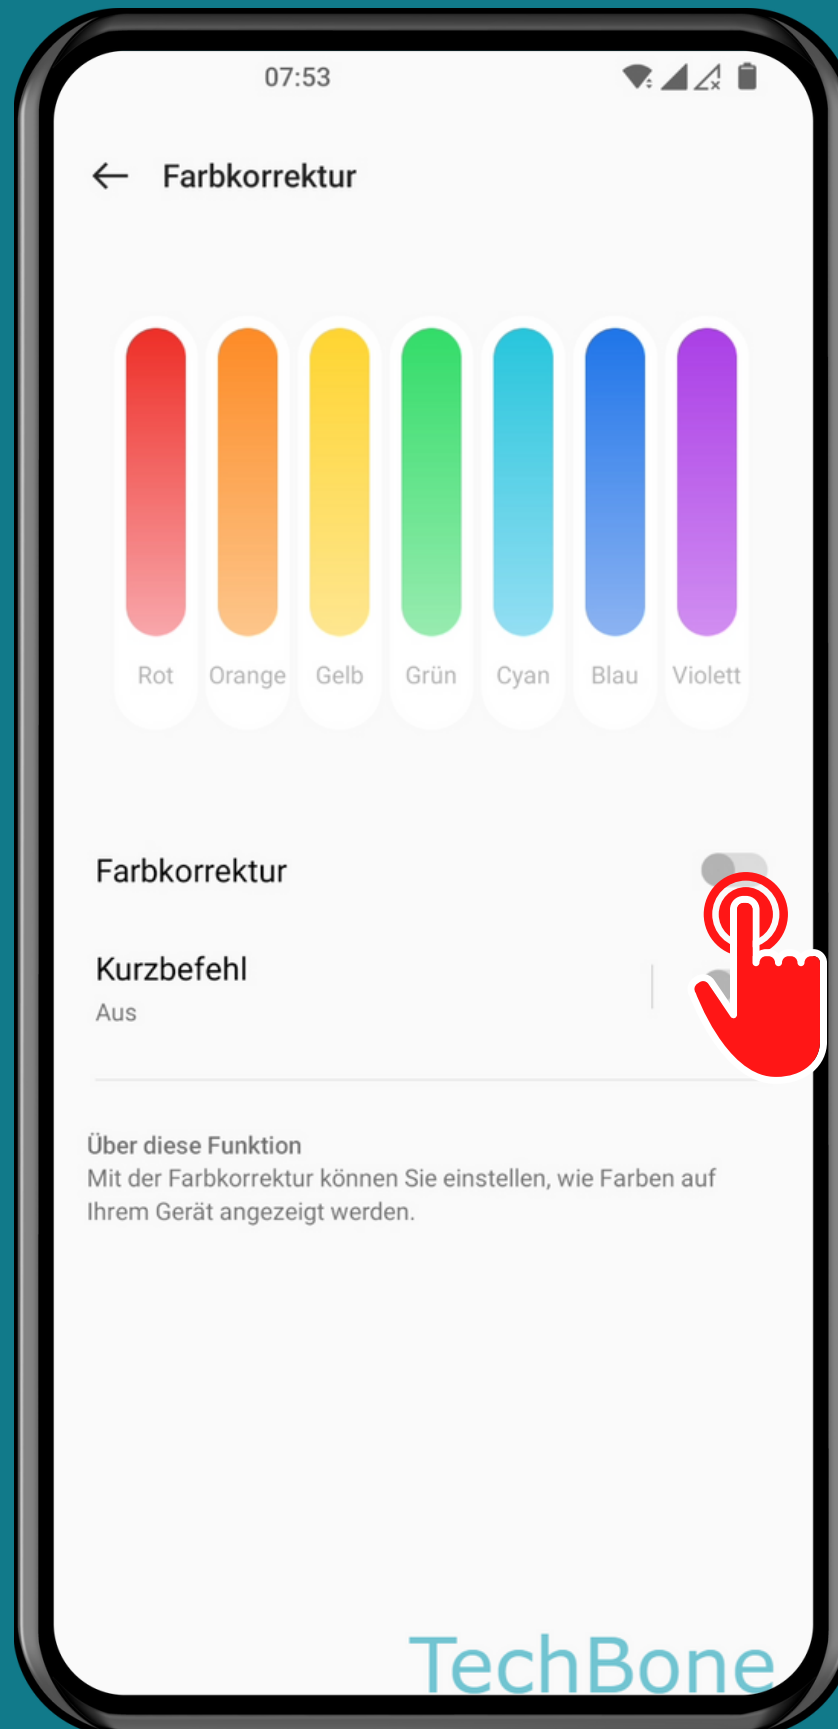 07:53
Farbkorrektur
Rot Orange Gelb Grün Cyan Blau Violett
Farbkorrektur
Kurzbefehl
Aus
Über diese Funktion
Mit der Farbkorrektur können Sie einstellen, wie Farben auf
Ihrem Gerät angezeigt werden.
TechBone